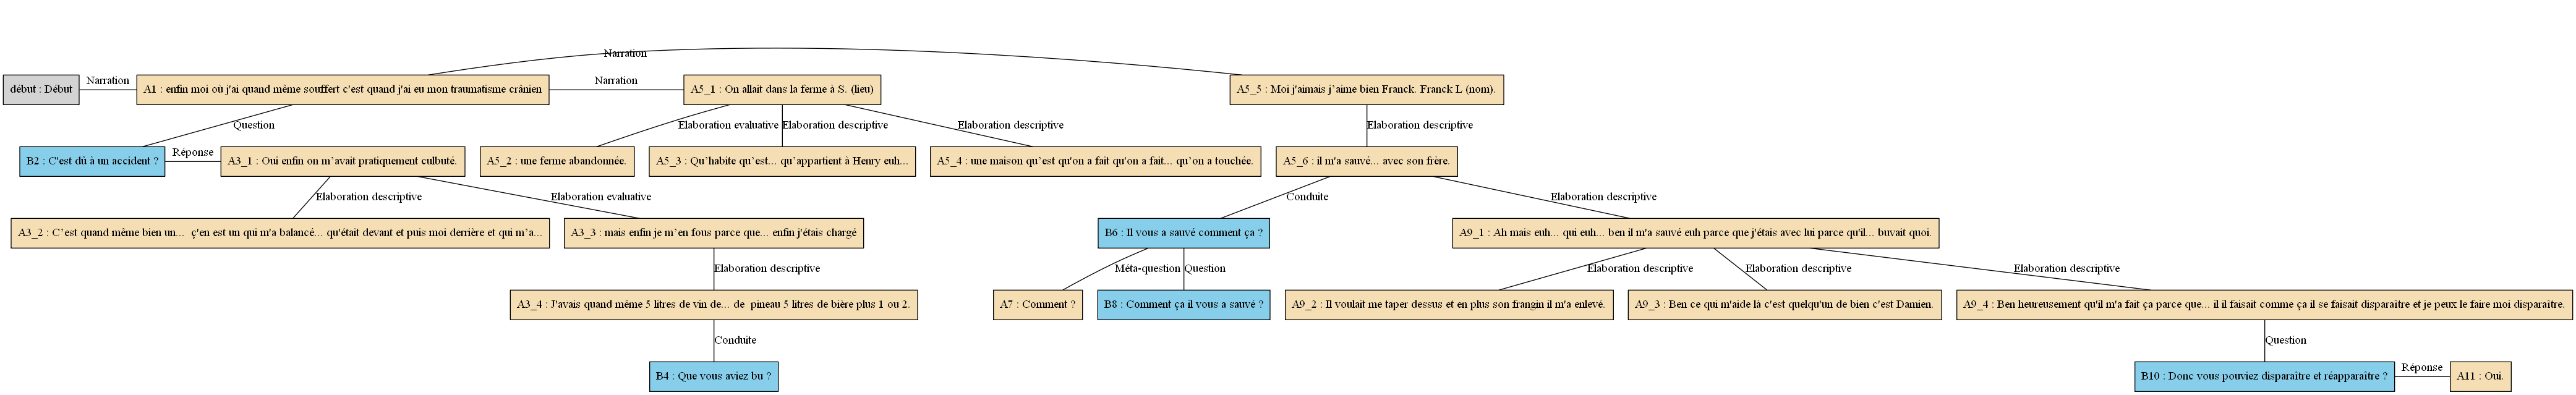 Narration
début : Début
Narration
A1 : enfin moi où j'ai quand même souffert c'est quand j'ai eu mon traumatisme crânien
Narration
A5_1 : On allait dans la ferme à S. (lieu)
A5_5 : Moi j'aimais j’aime bien Franck. Franck L (nom).
Question
Elaboration evaluative
Elaboration descriptive
Elaboration descriptive
Elaboration descriptive
B2 : C'est dû à un accident ?
Réponse
A3_1 : Oui enfin on m’avait pratiquement culbuté.
A5_2 : une ferme abandonnée.
A5_3 : Qu’habite qu’est... qu’appartient à Henry euh...
A5_4 : une maison qu’est qu'on a fait qu'on a fait... qu’on a touchée.
A5_6 : il m'a sauvé... avec son frère.
Elaboration descriptive
Elaboration evaluative
Conduite
Elaboration descriptive
A3_2 : C’est quand même bien un...  ç'en est un qui m'a balancé... qu'était devant et puis moi derrière et qui m’a...
A3_3 : mais enfin je m’en fous parce que... enfin j'étais chargé
B6 : Il vous a sauvé comment ça ?
A9_1 : Ah mais euh... qui euh... ben il m'a sauvé euh parce que j'étais avec lui parce qu'il... buvait quoi.
Elaboration descriptive
Méta-question
Question
Elaboration descriptive
Elaboration descriptive
Elaboration descriptive
A3_4 : J'avais quand même 5 litres de vin de... de  pineau 5 litres de bière plus 1 ou 2.
A7 : Comment ?
B8 : Comment ça il vous a sauvé ?
A9_2 : Il voulait me taper dessus et en plus son frangin il m'a enlevé.
A9_3 : Ben ce qui m'aide là c'est quelqu'un de bien c'est Damien.
A9_4 : Ben heureusement qu'il m'a fait ça parce que... il il faisait comme ça il se faisait disparaître et je peux le faire moi disparaître.
Conduite
Question
B4 : Que vous aviez bu ?
B10 : Donc vous pouviez disparaître et réapparaître ?
Réponse
A11 : Oui.